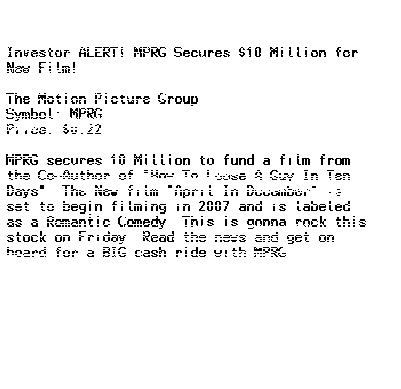 Investor ALERT! MPRG Secures $10 Million for
New Film!
The Motion Picture Group
Symbol: MPRG
Price: $0.22
MPRG secures 10 Million to fund a film from
the Co-Author of "How To Loose A Guy In Ten
Days" The New film "April In December" is
set to begin filming in 2007 and is labeled
as a Romantic Comedy This is gonna rock this
stock on Friday Read the news and get on
board for a BIG cash ride with MPRG